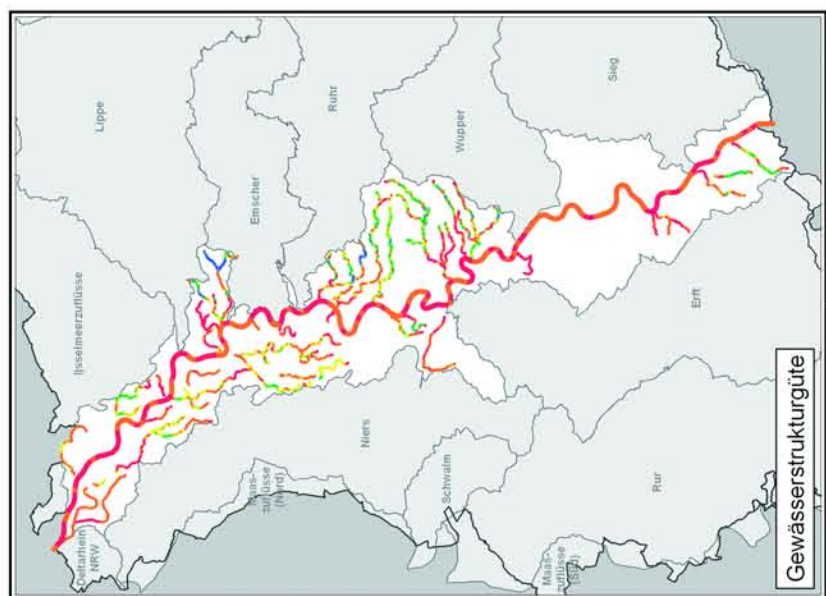 Lippe
Ruhr
Sieg
Emscher
Wupper
Ijsselmeerzuflüsse
Erft
Niers
Maas-
zuflüsse
(Nord)
Schwalm
Rur
Deltarhein
NRW
Maas-
zuflüsse
(Süd)
Gewässerstrukturgüte